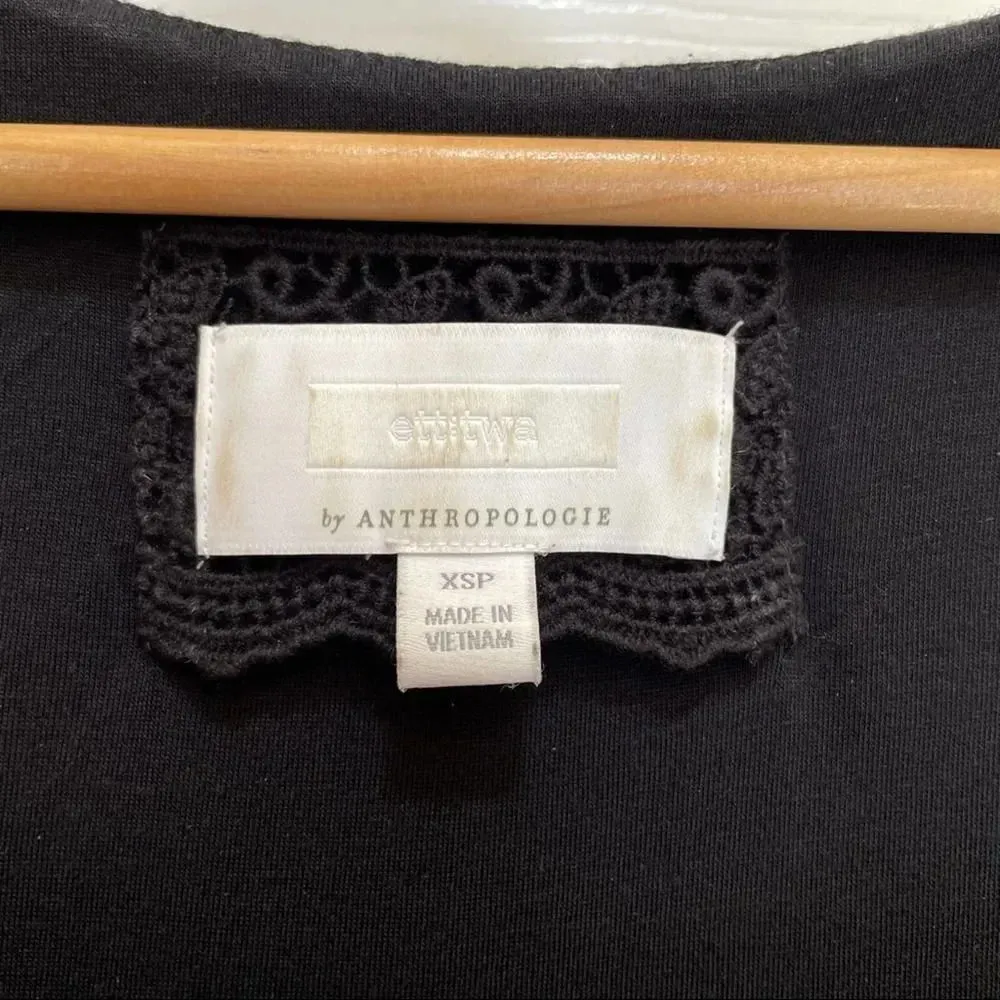 ett:twa
by ANTHROPOLOGIE
XSP
MADE IN
VIETNAM